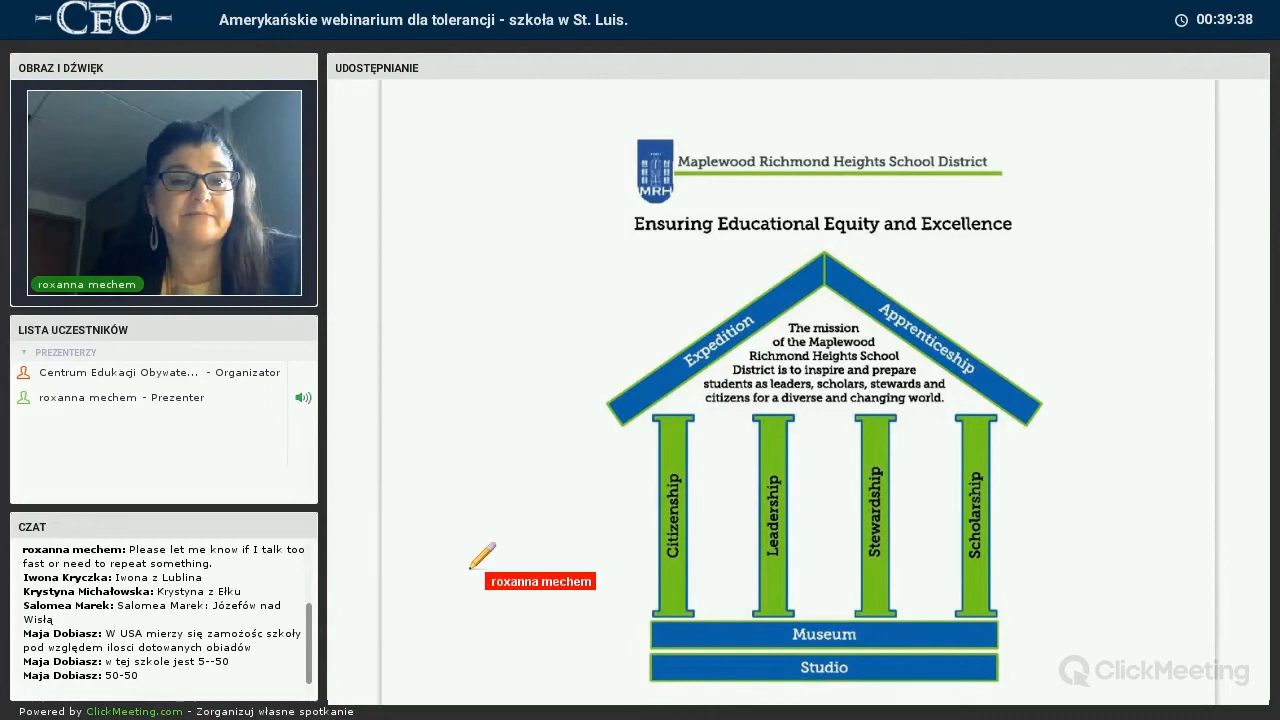 CEO
Amerykańskie webinarium dla tolerancji - szkoła w St. Luis.
00:39:38
OBRAZ I DŹWIĘK
roxanna mechem
LISTA UCZESTNIKÓW
PREZENTERZY
Centrum Edukacji Obywate... - Organizator
roxanna mechem - Prezenter
CZAT
roxanna mechem: Please let me know if I talk too
fast or need to repeat something.
Iwona Kryczka: Iwona z Lublina
Krystyna Michałowska: Krystyna z Ełku
Salomea Marek: Salomea Marek: Józefów nad
Wisłą
Maja Dobiasz: W USA mierzy się zamożośc szkoły
pod względem ilosci dotowanych obiadów
Maja Dobiasz: w tej szkole jest 5--50
Maja Dobiasz: 50-50
UDOSTĘPNIANIE
MRH
Maplewood Richmond Heights School District
Ensuring Educational Equity and Excellence
Expedition
Apprenticeship
The mission
of the Maplewood
Richmond Heights School
District is to inspire and prepare
students as leaders, scholars, stewards and
citizens for a diverse and changing world.
Citizenship
Leadership
Stewardship
Scholarship
roxanna mechem
Museum
Studio
ClickMeeting
Powered by ClickMeeting.com - Zorganizuj własne spotkanie